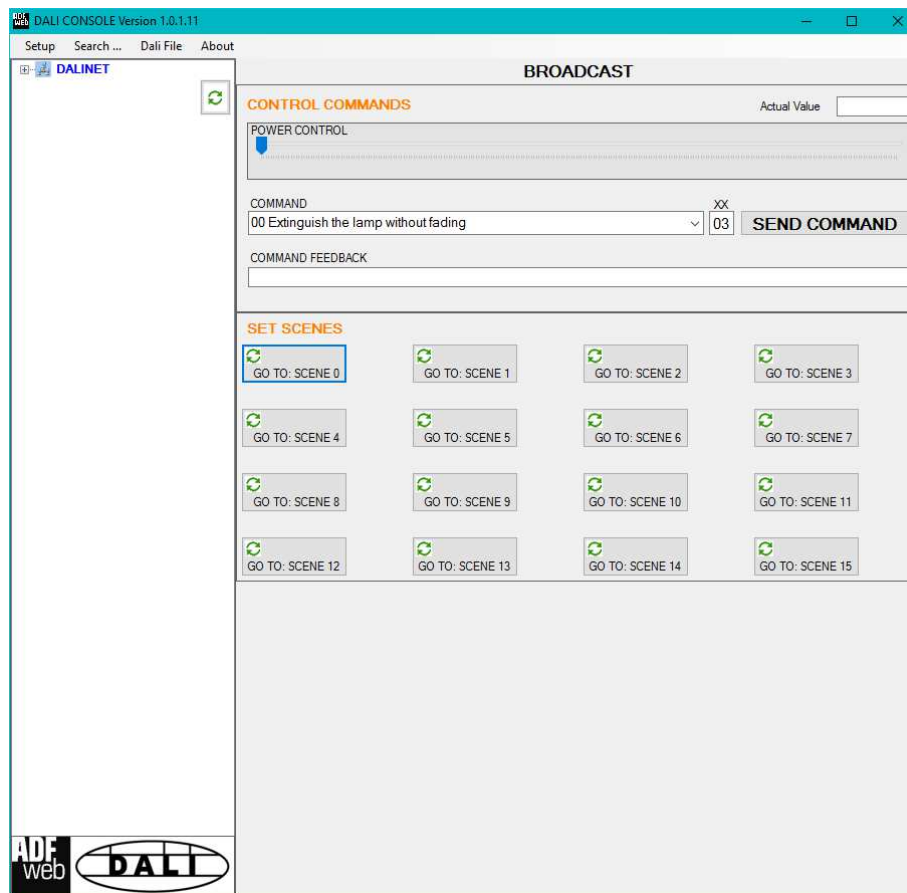 ADF web DALI CONSOLE Version 1.0.1.11
Setup Search ... Dali File About
DALINET
BROADCAST
CONTROL COMMANDS
Actual Value
POWER CONTROL
COMMAND
XX
00 Extinguish the lamp without fading
03
SEND COMMAND
COMMAND FEEDBACK
SET SCENES
GO TO: SCENE 0
GO TO: SCENE 1
GO TO: SCENE 2
GO TO: SCENE 3
GO TO: SCENE 4
GO TO: SCENE 5
GO TO: SCENE 6
GO TO: SCENE 7
GO TO: SCENE 8
GO TO: SCENE 9
GO TO: SCENE 10
GO TO: SCENE 11
GO TO: SCENE 12
GO TO: SCENE 13
GO TO: SCENE 14
GO TO: SCENE 15
ADF
web
DALI